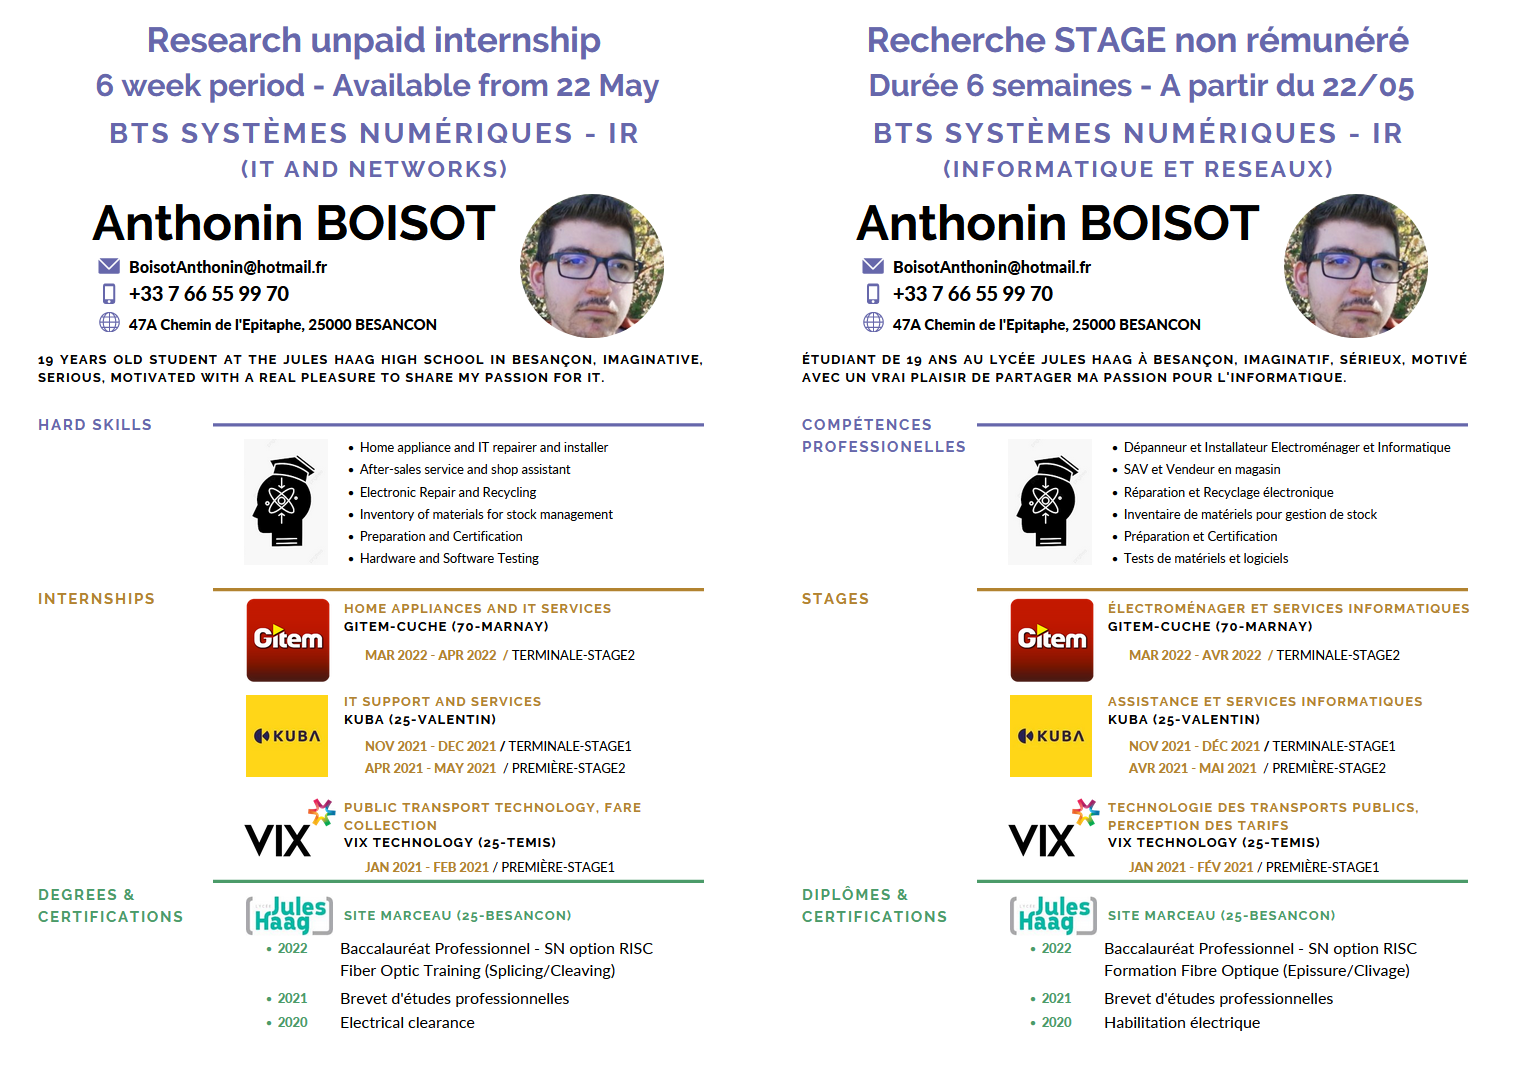 Research unpaid internship
6 week period - Available from 22 May
BTS SYSTÈMES NUMÉRIQUES - IR
(IT AND NETWORKS)
Anthonin BOISOT
BoisotAnthonin@hotmail.fr
+33 7 66 55 99 70
47A Chemin de l'Epitaphe, 25000 BESANCON
19 YEARS OLD STUDENT AT THE JULES HAAG HIGH SCHOOL IN BESANÇON, IMAGINATIVE,
SERIOUS, MOTIVATED WITH A REAL PLEASURE TO SHARE MY PASSION FOR IT.
HARD SKILLS
• Home appliance and IT repairer and installer
• After-sales service and shop assistant
• Electronic Repair and Recycling
• Inventory of materials for stock management
• Preparation and Certification
• Hardware and Software Testing
INTERNSHIPS
Gitem
HOME APPLIANCES AND IT SERVICES
GITEM-CUCHE (70-MARNAY)
MAR 2022 - APR 2022 / TERMINALE-STAGE2
KUBA
IT SUPPORT AND SERVICES
KUBA (25-VALENTIN)
NOV 2021 - DEC 2021 / TERMINALE-STAGE1
APR 2021 - MAY 2021 / PREMIÈRE-STAGE2
VIX
PUBLIC TRANSPORT TECHNOLOGY, FARE
COLLECTION
VIX TECHNOLOGY (25-TEMIS)
JAN 2021 - FEB 2021 / PREMIÈRE-STAGE1
DEGREES &
CERTIFICATIONS
LYCÉE Jules
Haag
SITE MARCEAU (25-BESANCON)
• 2022 Baccalauréat Professionnel - SN option RISC
Fiber Optic Training (Splicing/Cleaving)
• 2021 Brevet d'études professionnelles
• 2020 Electrical clearance
Recherche STAGE non rémunéré
Durée 6 semaines - A partir du 22/05
BTS SYSTÈMES NUMÉRIQUES - IR
(INFORMATIQUE ET RESEAUX)
Anthonin BOISOT
BoisotAnthonin@hotmail.fr
+33 7 66 55 99 70
47A Chemin de l'Epitaphe, 25000 BESANCON
ÉTUDIANT DE 19 ANS AU LYCÉE JULES HAAG À BESANÇON, IMAGINATIF, SÉRIEUX, MOTIVÉ
AVEC UN VRAI PLAISIR DE PARTAGER MA PASSION POUR L'INFORMATIQUE.
COMPÉTENCES
PROFESSIONELLES
• Dépanneur et Installateur Electroménager et Informatique
• SAV et Vendeur en magasin
• Réparation et Recyclage électronique
• Inventaire de matériels pour gestion de stock
• Préparation et Certification
• Tests de matériels et logiciels
STAGES
Gitem
ÉLECTROMÉNAGER ET SERVICES INFORMATIQUES
GITEM-CUCHE (70-MARNAY)
MAR 2022 - AVR 2022 / TERMINALE-STAGE2
KUBA
ASSISTANCE ET SERVICES INFORMATIQUES
KUBA (25-VALENTIN)
NOV 2021 - DÉC 2021 / TERMINALE-STAGE1
AVR 2021 - MAI 2021 / PREMIÈRE-STAGE2
VIX
TECHNOLOGIE DES TRANSPORTS PUBLICS,
PERCEPTION DES TARIFS
VIX TECHNOLOGY (25-TEMIS)
JAN 2021 - FÉV 2021 / PREMIÈRE-STAGE1
DIPLÔMES &
CERTIFICATIONS
LYCÉE Jules
Haag
SITE MARCEAU (25-BESANCON)
• 2022 Baccalauréat Professionnel - SN option RISC
Formation Fibre Optique (Epissure/Clivage)
• 2021 Brevet d'études professionnelles
• 2020 Habilitation électrique